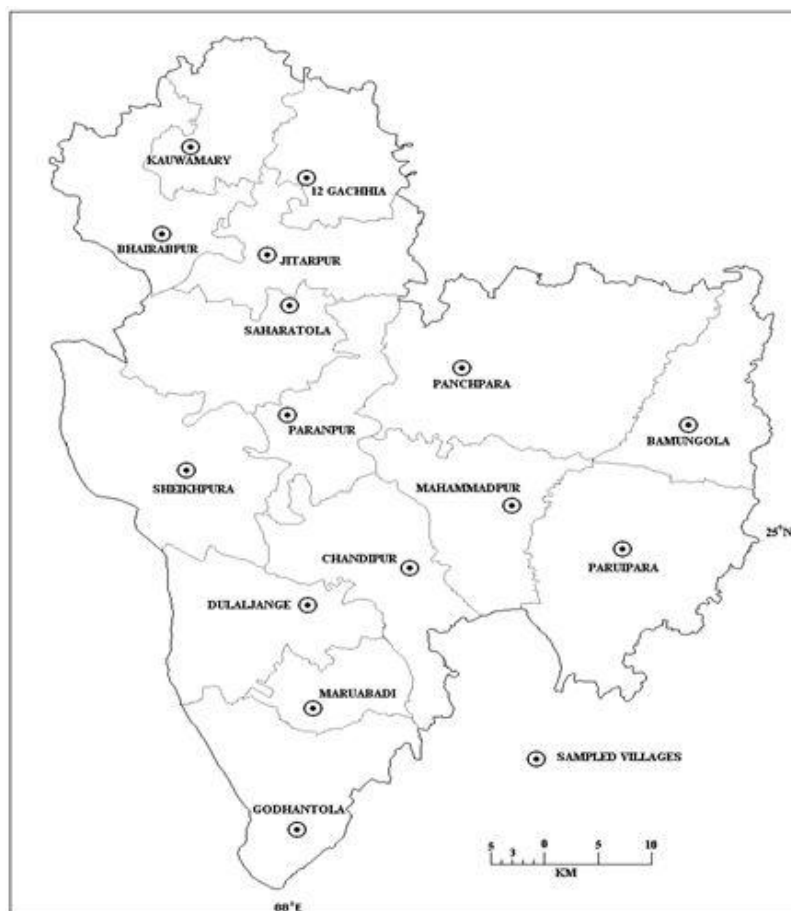 KAUWAMARY
12 GACHHIA
BHAIRABPUR
JITARPUR
SAHARATOLA
PANCHPARA
PARANPUR
BAMUNGOLA
SHEIKHPURA
MAHAMMADPUR
25°N
CHANDIPUR
PARUIPARA
DULALJANGE
MARUABADI
SAMPLED VILLAGES
GODHANTOLA
5 3 0 5 10
KM
88°E